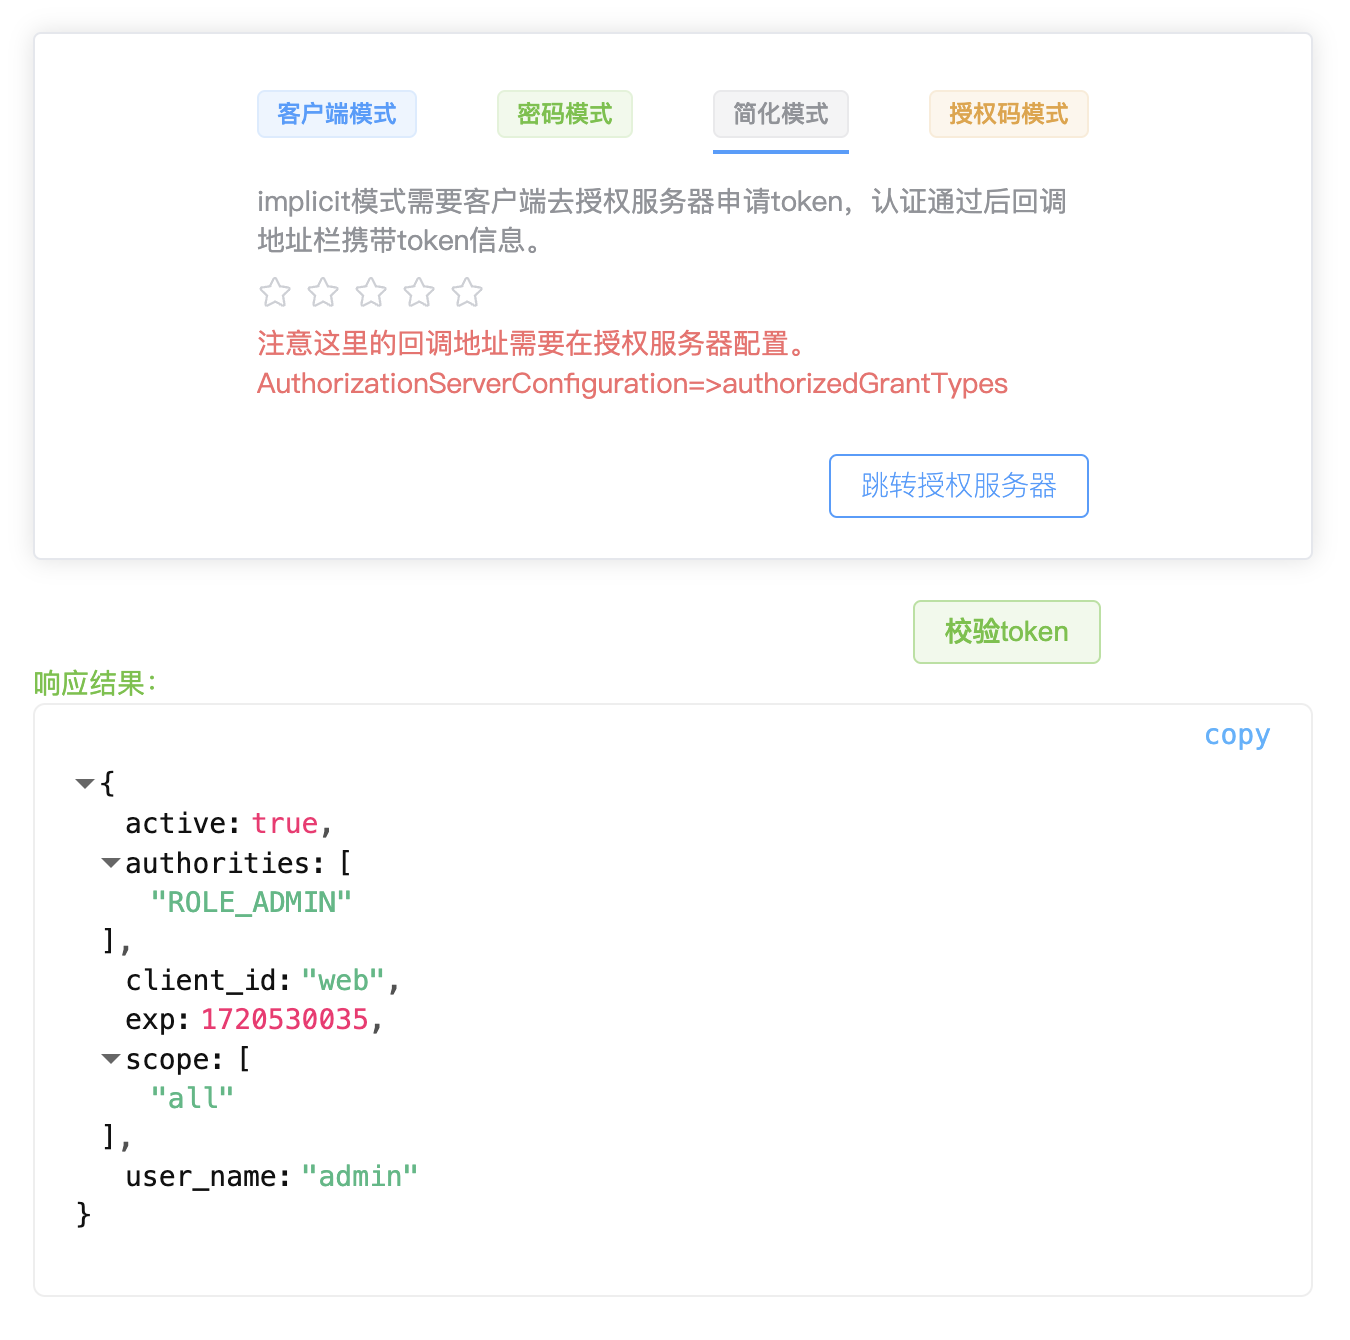 客户端模式 密码模式 简化模式 授权码模式
implicit模式需要客户端去授权服务器申请token，认证通过后回调
地址栏携带token信息。
注意这里的回调地址需要在授权服务器配置。
AuthorizationServerConfiguration=>authorizedGrantTypes
跳转授权服务器
校验token
响应结果：
copy
{
active: true,
authorities: [
"ROLE_ADMIN"
],
client_id: "web",
exp: 1720530035,
scope: [
"all"
],
user_name: "admin"
}